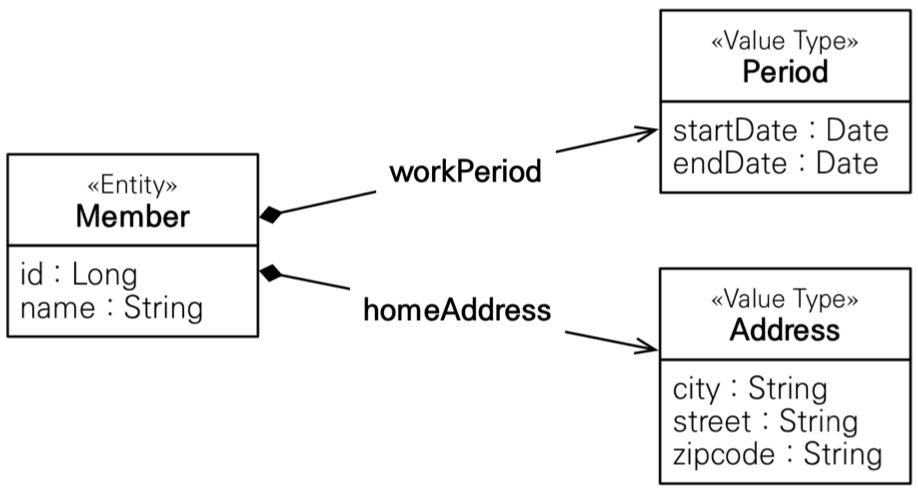 «Value Type»
Period
startDate : Date
endDate : Date
workPeriod
«Entity»
Member
id : Long
name : String
homeAddress
«Value Type»
Address
city : String
street : String
zipcode : String